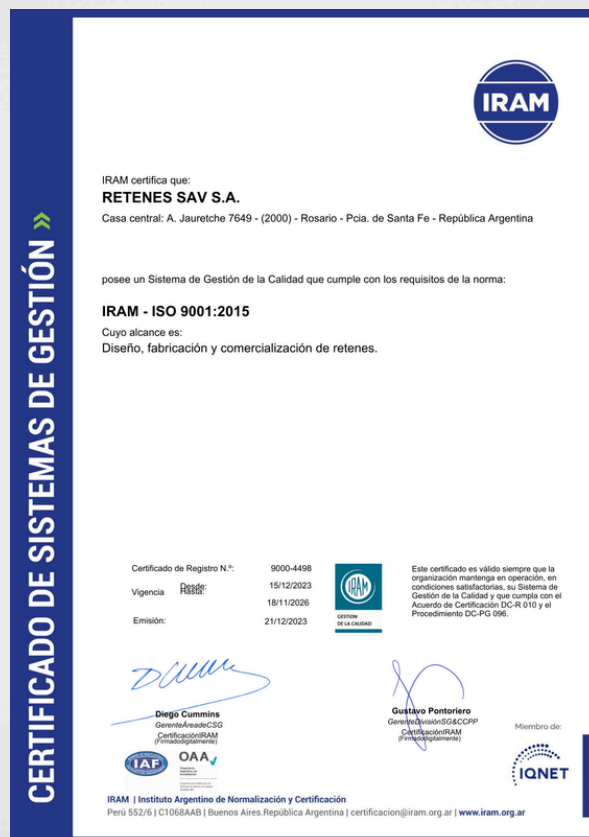 CERTIFICADO DE SISTEMAS DE GESTIÓN »
IRAM
IRAM certifica que:
RETENES SAV S.A.
Casa central: A. Jauretche 7649 - (2000) - Rosario - Pcia. de Santa Fe - República Argentina
posee un Sistema de Gestión de la Calidad que cumple con los requisitos de la norma:
IRAM - ISO 9001:2015
Cuyo alcance es:
Diseño, fabricación y comercialización de retenes.
Certificado de Registro N.º: 9000-4498
Vigencia Desde: 15/12/2023
Hasta: 18/11/2026
Emisión: 21/12/2023
IRAM
GESTION
DE LA CALIDAD
Este certificado es válido siempre que la
organización mantenga en operación, en
condiciones satisfactorias, su Sistema de
Gestión de la Calidad y que cumpla con el
Acuerdo de Certificación DC-R 010 y el
Procedimiento DC-PG 096.
Diego Cummins
GerenteÁreadeCSG
CertificaciónIRAM
(Firmadodigitalmente)
Gustavo Pontoriero
GerenteDivisiónSG&CCPP
CertificaciónIRAM
(Firmadodigitalmente)
IAF
OAA
Miembro de:
IQNET
IRAM | Instituto Argentino de Normalización y Certificación
Perú 552/6 | C1068AAB | Buenos Aires.República Argentina | certificacion@iram.org.ar | www.iram.org.ar